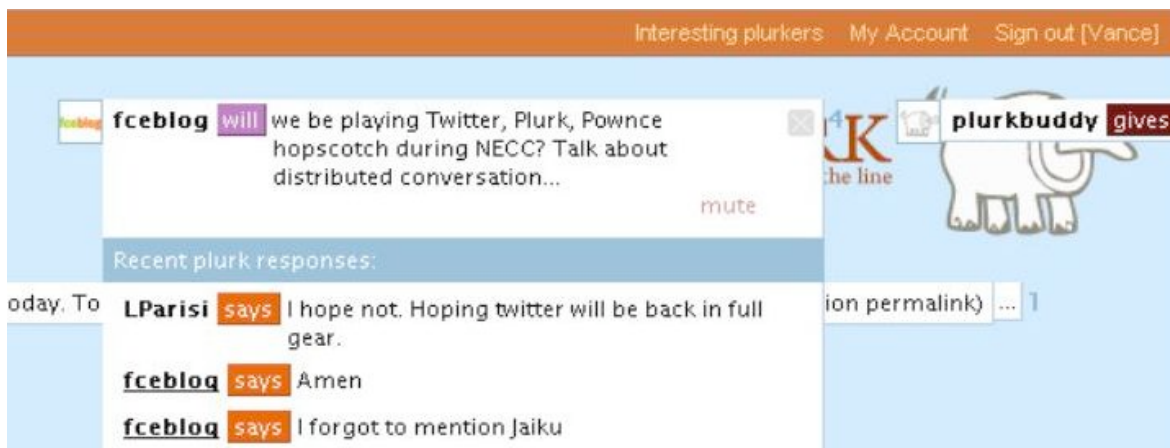 Interesting plurkers My Account Sign out [Vance]
fceblog will we be playing Twitter, Plurk, Pownce
hopscotch during NECC? Talk about
distributed conversation...
mute
4
plurkbuddy gives
RK
the line
Recent plurk responses:
oday. To
LParisi says I hope not. Hoping twitter will be back in full
gear.
ion permalink) ... 1
fceblog says Amen
fceblog says I forgot to mention Jaiku